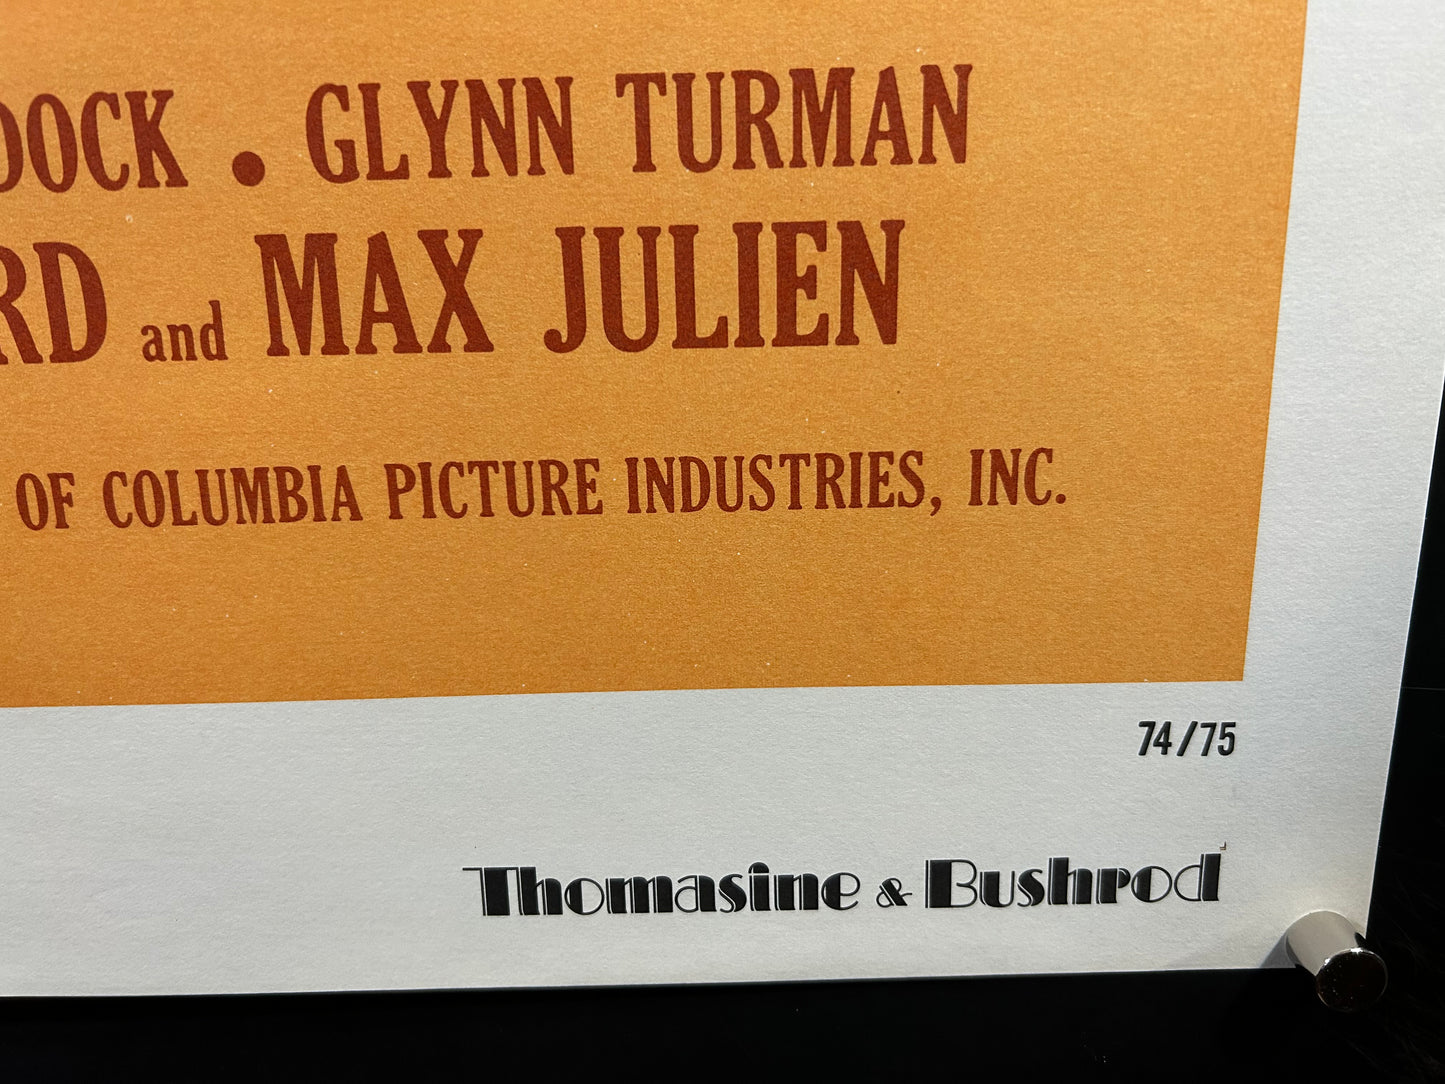 DOCK • GLYNN TURMAN
RD and MAX JULIEN
OF COLUMBIA PICTURE INDUSTRIES, INC.
74/75
Thomasine & Bushrod